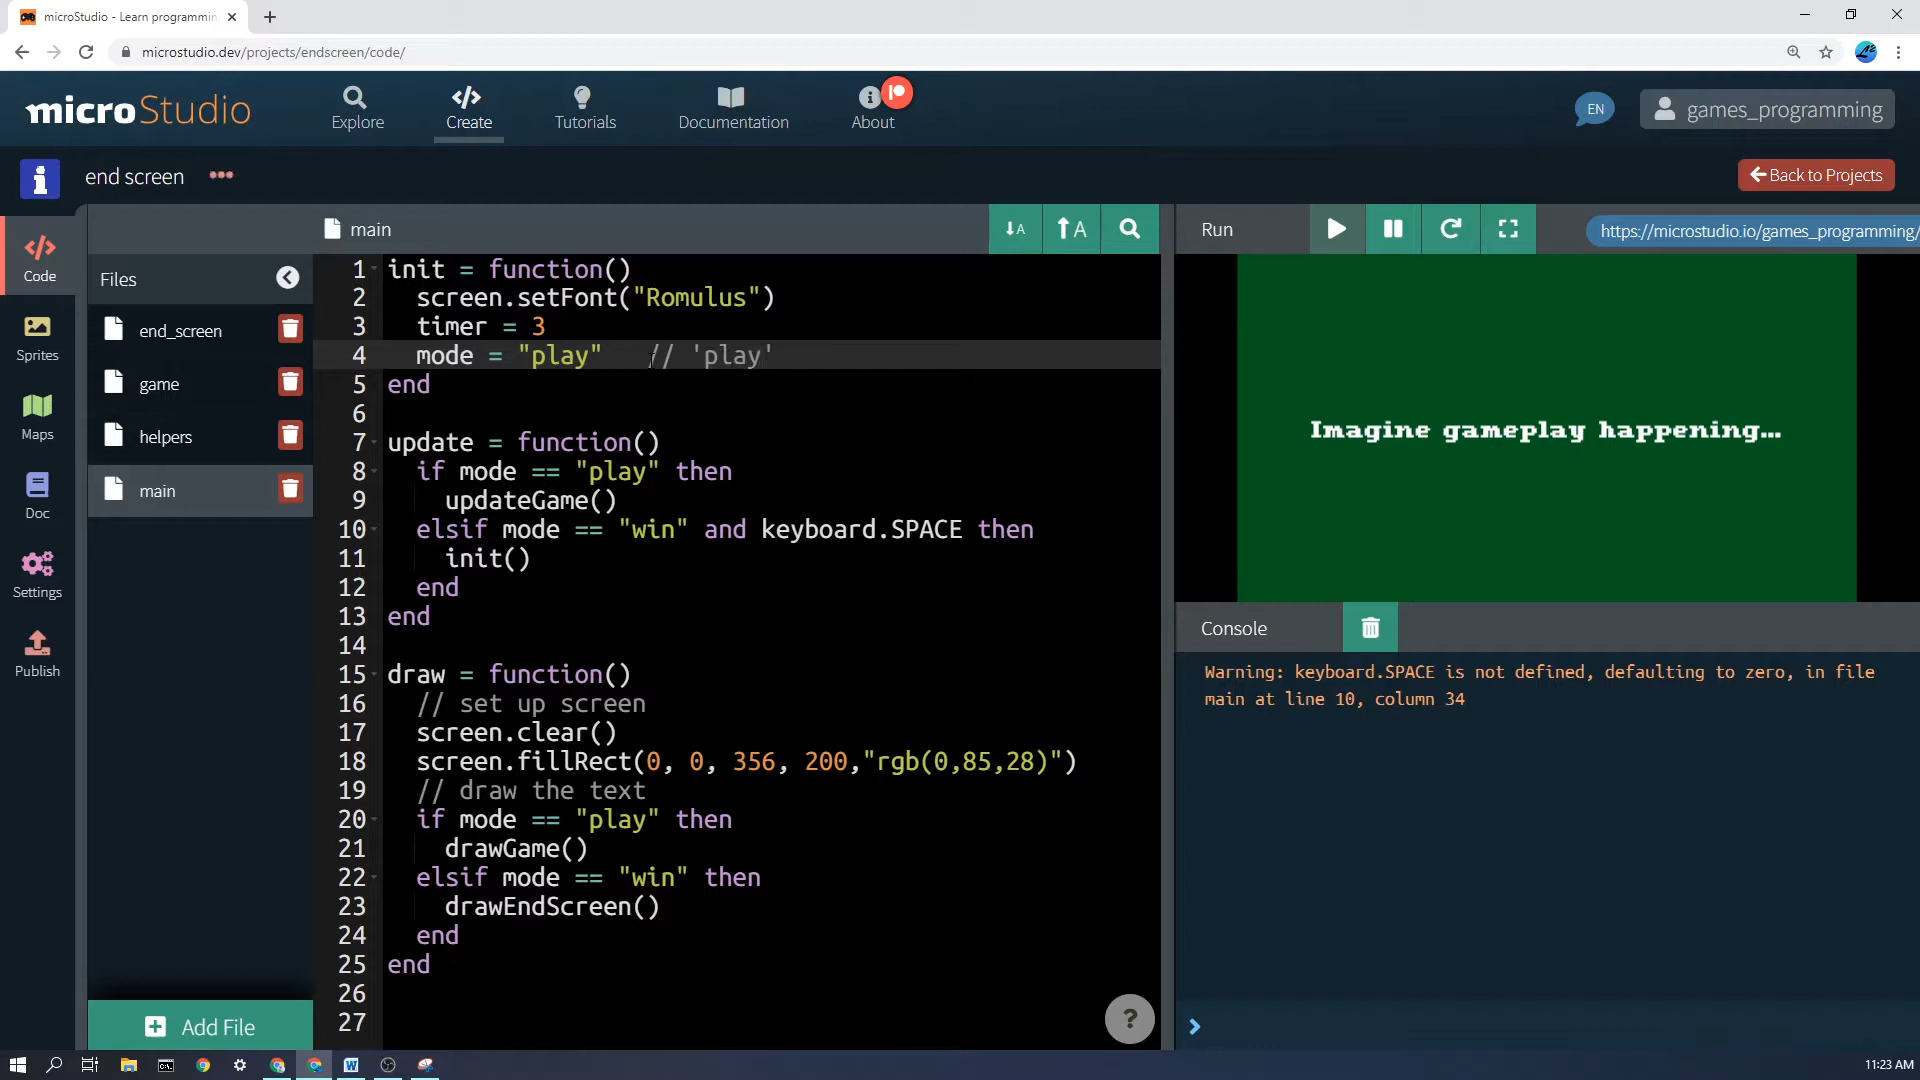 microStudio - Learn programmin
microstudio.dev/projects/endscreen/code/
microStudio
Explore
Create
Tutorials
Documentation
About
EN
games_programming
end screen
Back to Projects
Code
Sprites
Maps
Doc
Settings
Publish
Files
end_screen
game
helpers
main
Add File
main
1 init = function()
2 screen.setFont("Romulus")
3 timer = 3
4 mode = "play" // 'play'
5 end
6
7 update = function()
8 if mode == "play" then
9 updateGame()
10 elsif mode == "win" and keyboard.SPACE then
11 init()
12 end
13 end
14
15 draw = function()
16 // set up screen
17 screen.clear()
18 screen.fillRect(0, 0, 356, 200,"rgb(0,85,28)")
19 // draw the text
20 if mode == "play" then
21 drawGame()
22 elsif mode == "win" then
23 drawEndScreen()
24 end
25 end
26
27
Run
https://microstudio.io/games_programming/
Imagine gameplay happening...
Console
Warning: keyboard.SPACE is not defined, defaulting to zero, in file
main at line 10, column 34
11:23 AM